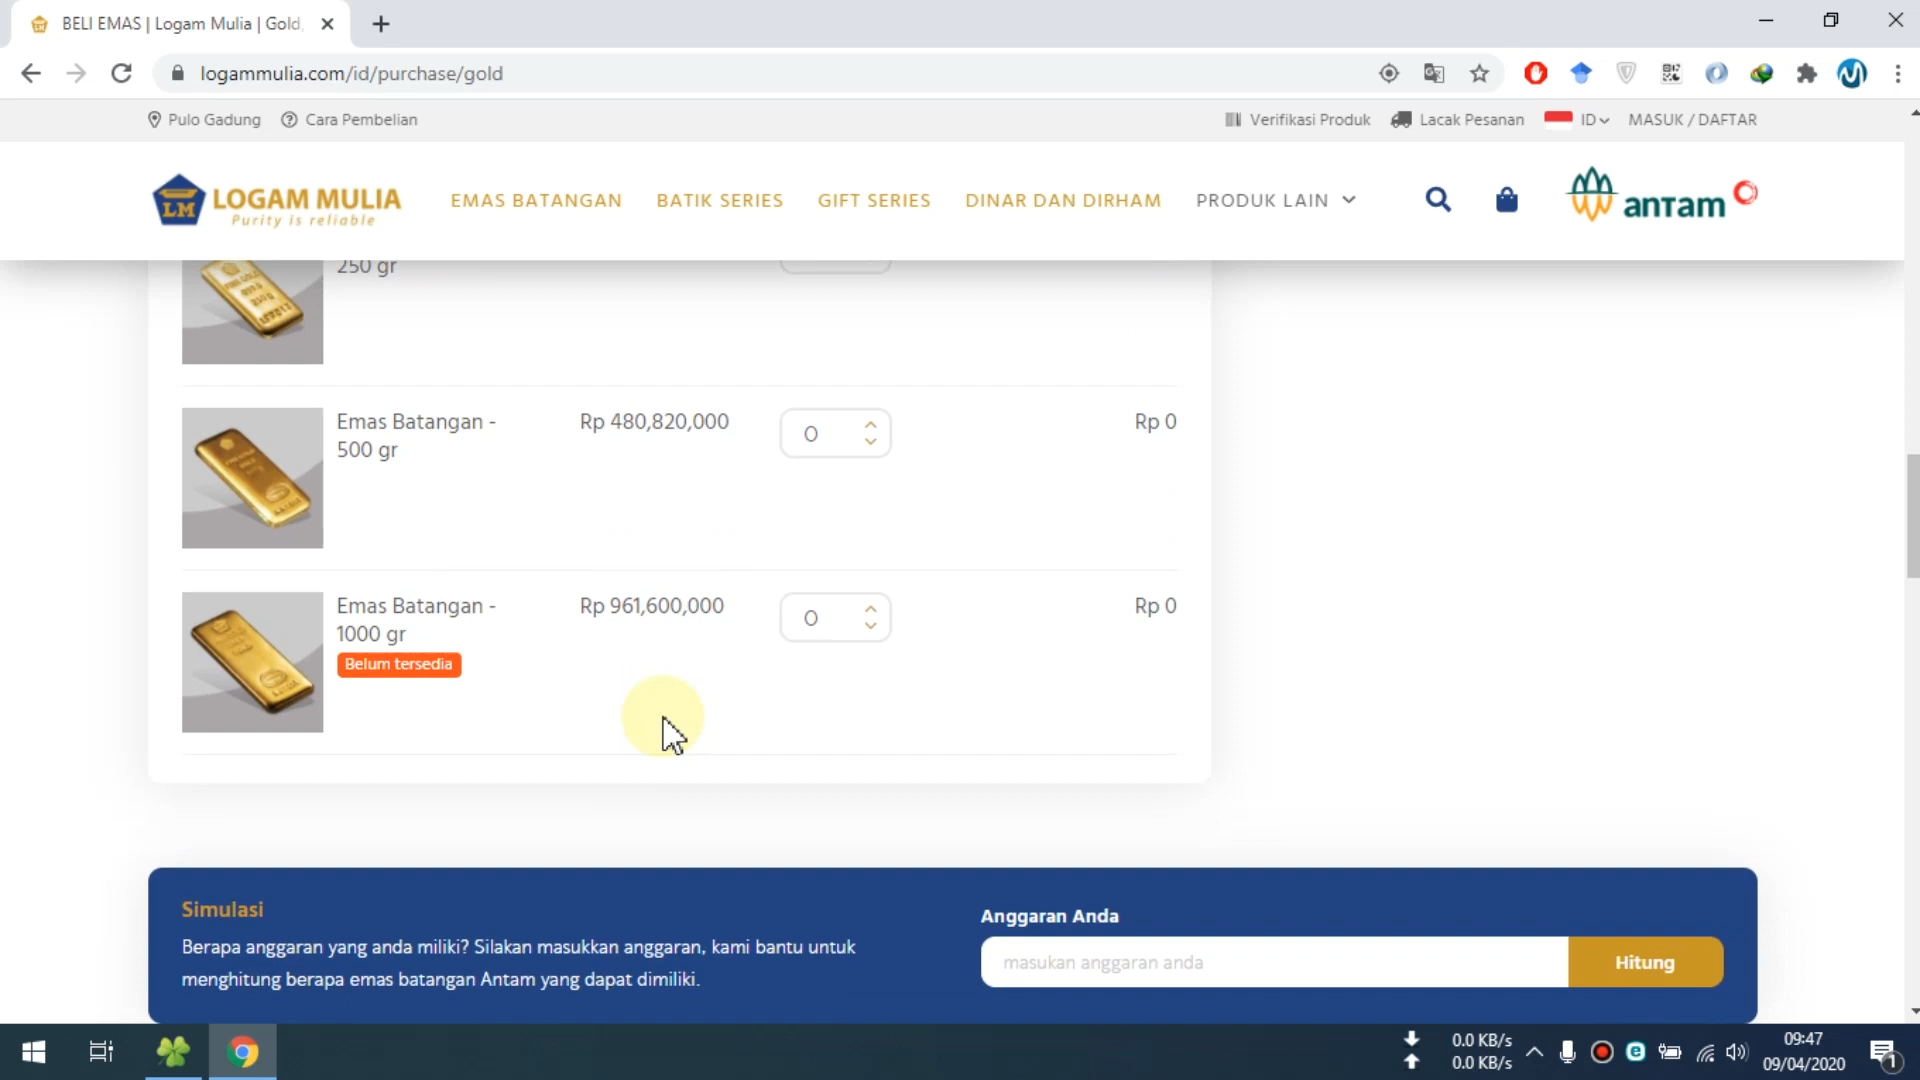 BELI EMAS | Logam Mulia | Gold
logammulia.com/id/purchase/gold
Pulo Gadung Cara Pembelian Verifikasi Produk Lacak Pesanan ID MASUK / DAFTAR
LM LOGAM MULIA
Purity is reliable
EMAS BATANGAN BATIK SERIES GIFT SERIES DINAR DAN DIRHAM PRODUK LAIN
antam
250 gr
Emas Batangan -
500 gr
Rp 480,820,000
0
Rp 0
Emas Batangan -
1000 gr
Belum tersedia
Rp 961,600,000
0
Rp 0
Simulasi
Berapa anggaran yang anda miliki? Silakan masukkan anggaran, kami bantu untuk
menghitung berapa emas batangan Antam yang dapat dimiliki.
Anggaran Anda
masukan anggaran anda
Hitung
0.0 KB/s
0.0 KB/s
09:47
09/04/2020
1